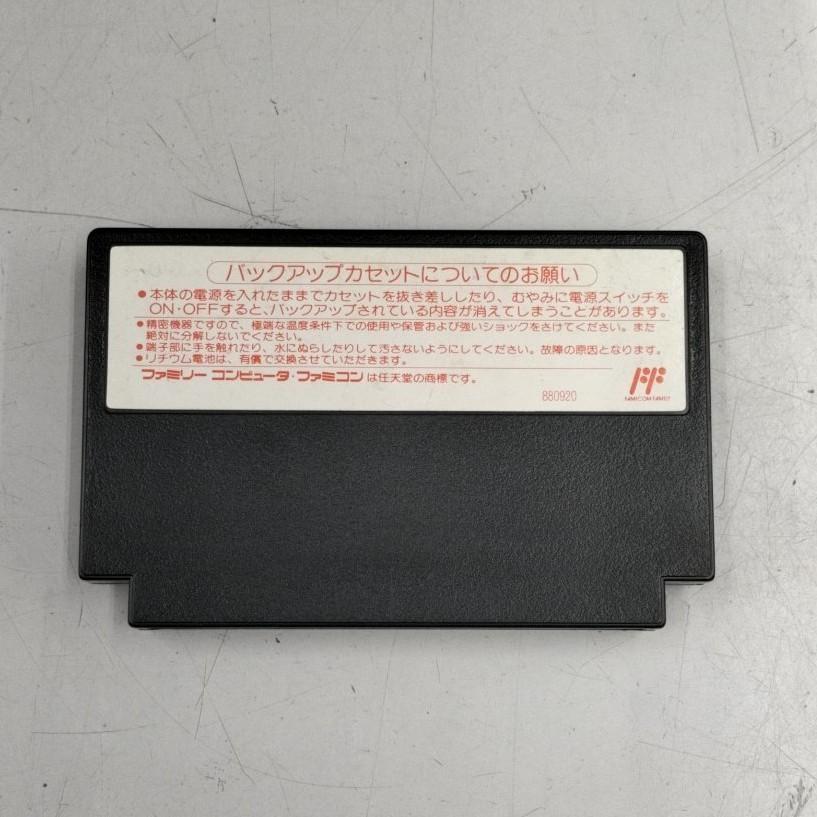 バックアップカセットについてのお願い
●本体の電源を入れたままでカセットを抜き差ししたり、むやみに電源スイッチを
ON・OFFすると、バックアップされている内容が消えてしまうことがあります。
●精密機器ですので、極端な温度条件下での使用や保管および強いショックをさけてください。また
絶対に分解しないでください。
●端子部に手を触れたり、水にぬらしたりして汚さないようにしてください。故障の原因となります。
●リチウム電池は、有償で交換させていただきます。
ファミリーコンピュータ・ファミコンは任天堂の商標です。
880920
FAMICOM FAMILY